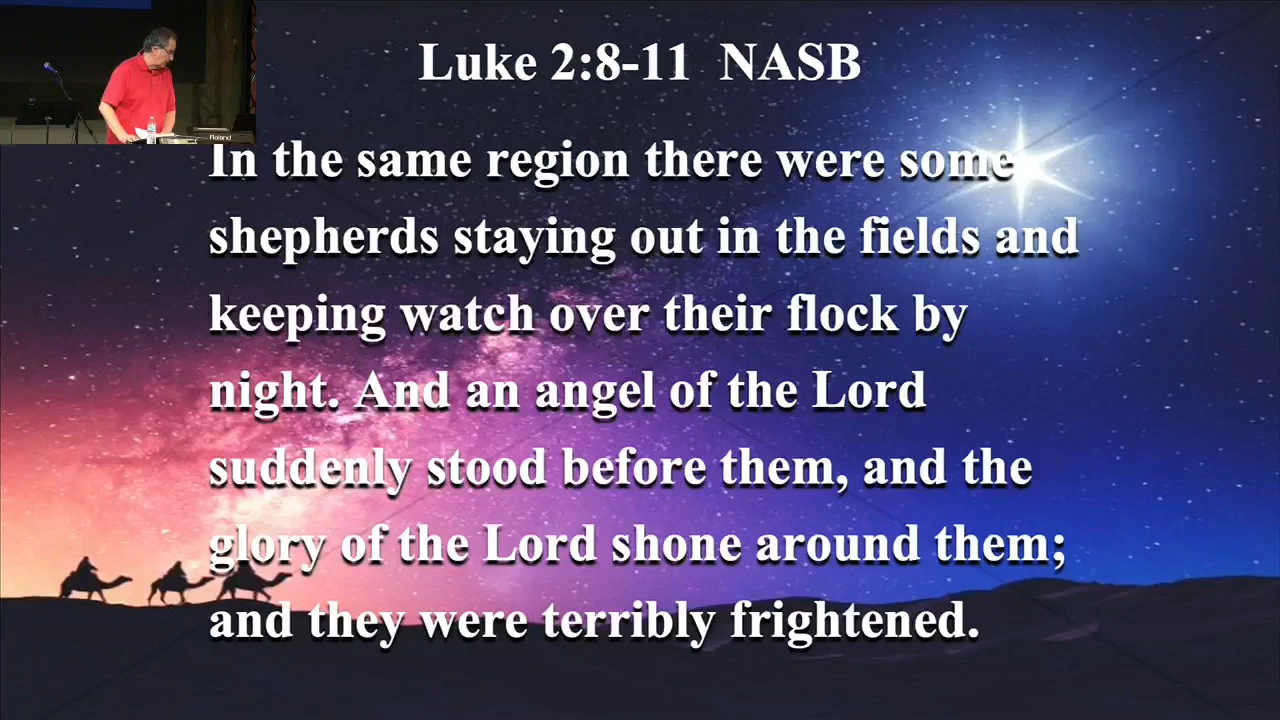 Luke 2:8-11 NASB
In the same region there were some
shepherds staying out in the fields and
keeping watch over their flock by
night. And an angel of the Lord
suddenly stood before them, and the
glory of the Lord shone around them;
and they were terribly frightened.
Roland